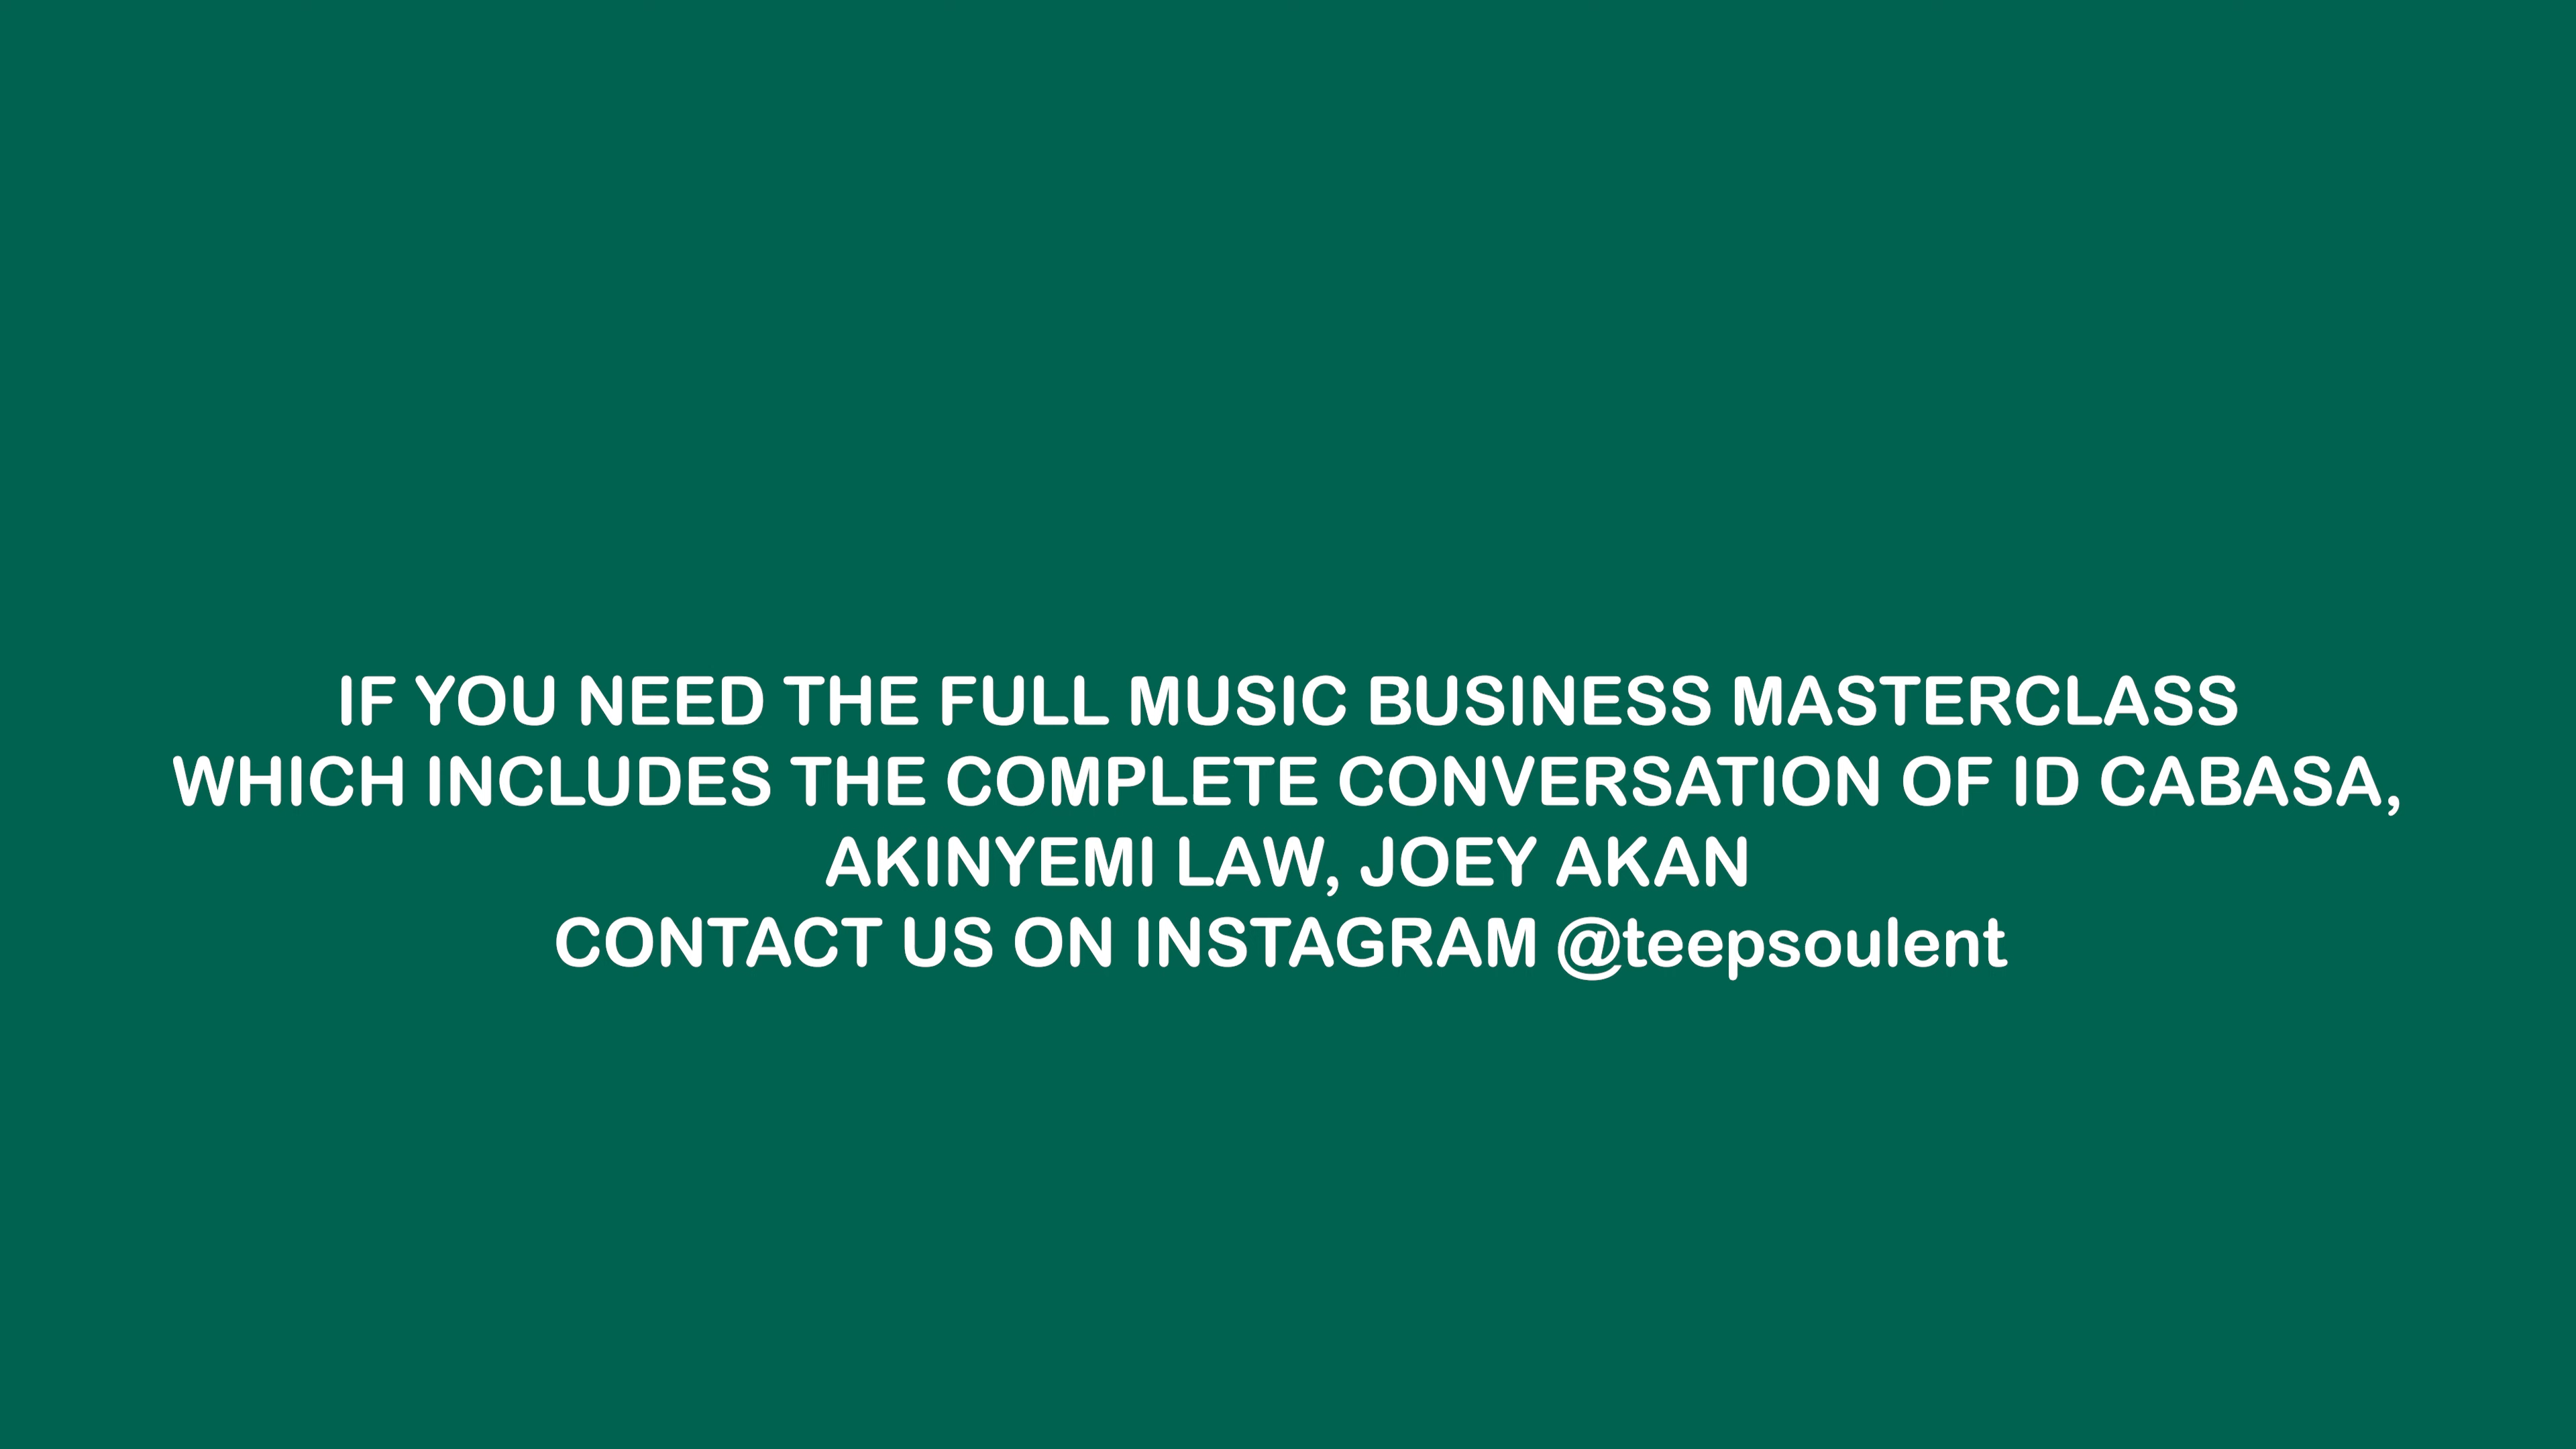 IF YOU NEED THE FULL MUSIC BUSINESS MASTERCLASS
WHICH INCLUDES THE COMPLETE CONVERSATION OF ID CABASA,
AKINYEMI LAW, JOEY AKAN
CONTACT US ON INSTAGRAM @teepsoulent